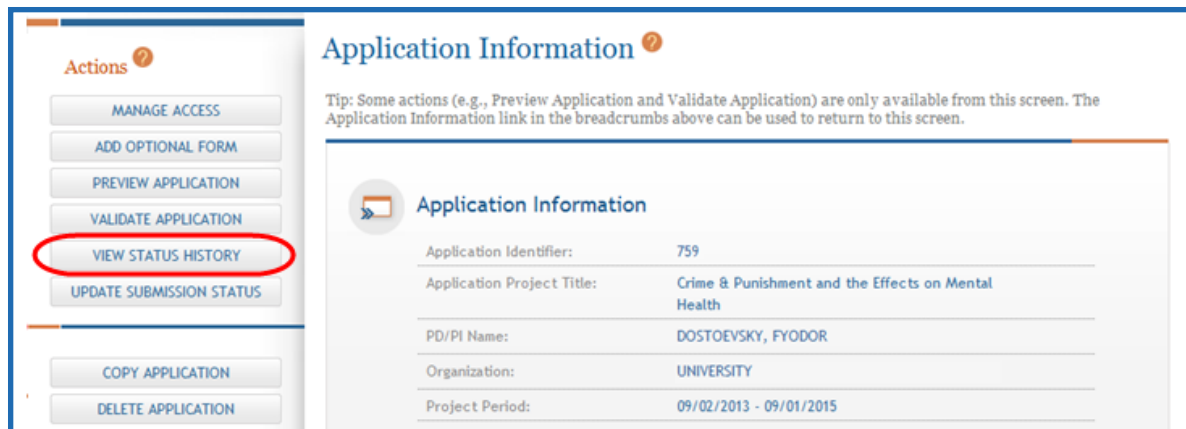 Actions ?
MANAGE ACCESS
ADD OPTIONAL FORM
PREVIEW APPLICATION
VALIDATE APPLICATION
VIEW STATUS HISTORY
UPDATE SUBMISSION STATUS
COPY APPLICATION
DELETE APPLICATION
Application Information ?
Tip: Some actions (e.g., Preview Application and Validate Application) are only available from this screen. The
Application Information link in the breadcrumbs above can be used to return to this screen.
Application Information
Application Identifier: 759
Application Project Title: Crime & Punishment and the Effects on Mental
Health
PD/PI Name: DOSTOEVSKY, FYODOR
Organization: UNIVERSITY
Project Period: 09/02/2013 - 09/01/2015